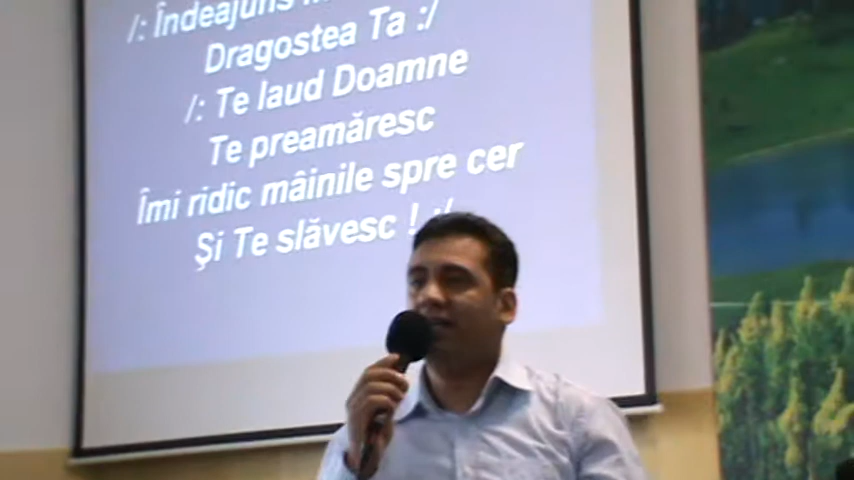 /: Îndeajuns
Dragostea Ta :/
/: Te laud Doamne
Te preamăresc
Îmi ridic mâinile spre cer
Şi Te slăvesc ! :/